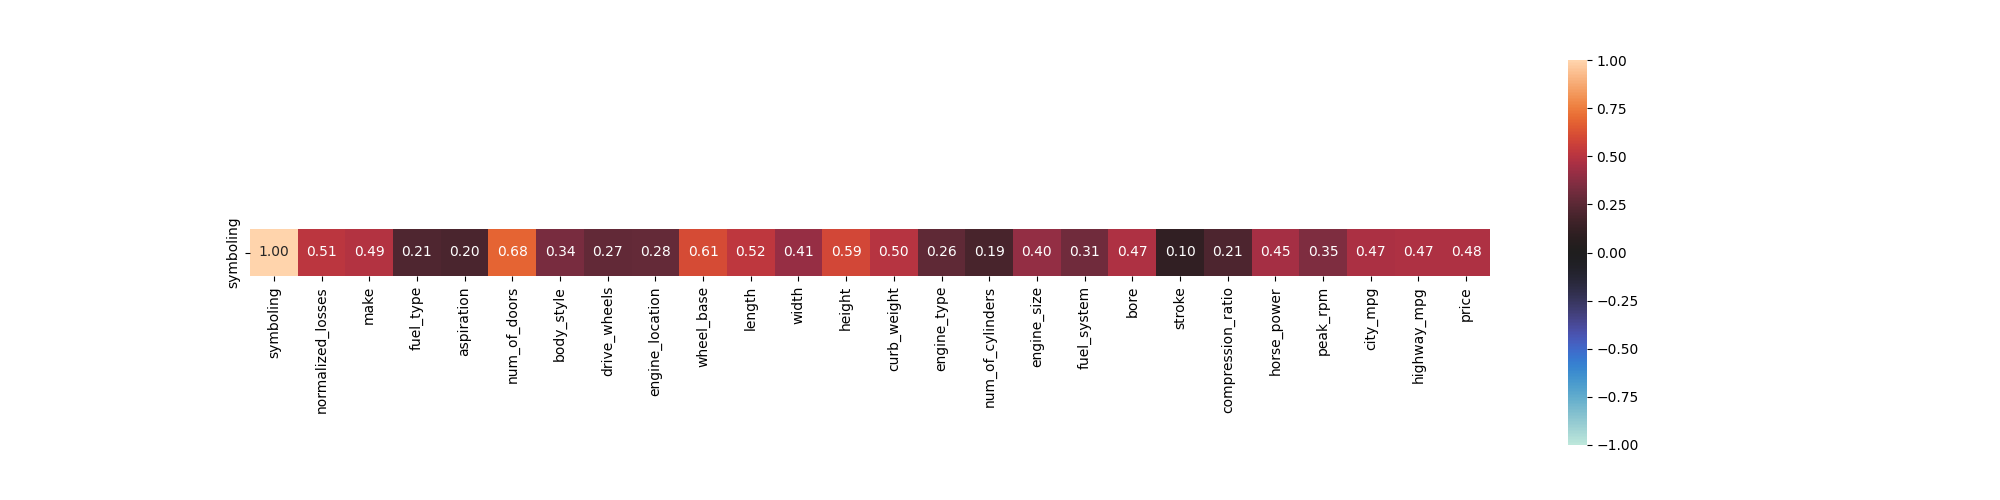 symboling
1.00 0.51 0.49 0.21 0.20 0.68 0.34 0.27 0.28 0.61 0.52 0.41 0.59 0.50 0.26 0.19 0.40 0.31 0.47 0.10 0.21 0.45 0.35 0.47 0.47 0.48
symboling
normalized_losses
make
fuel_type
aspiration
num_of_doors
body_style
drive_wheels
engine_location
wheel_base
length
width
height
curb_weight
engine_type
num_of_cylinders
engine_size
fuel_system
bore
stroke
compression_ratio
horse_power
peak_rpm
city_mpg
highway_mpg
price
1.00
0.75
0.50
0.25
0.00
−0.25
−0.50
−0.75
−1.00